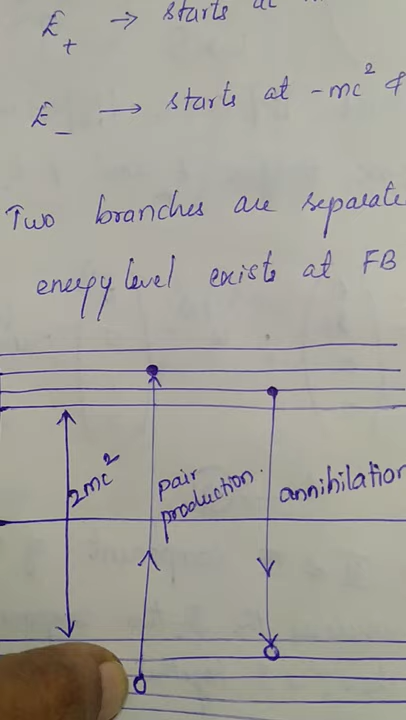 E₊ → starts at
E₋ → starts at -mc² &
Two branches are separate
energy level exists at FB
2mc²
pair
production.
annihilation